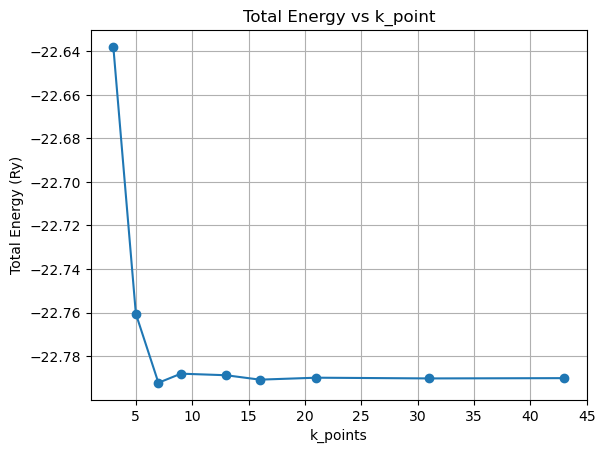 Total Energy vs k_point
Total Energy (Ry)
−22.64
−22.66
−22.68
−22.70
−22.72
−22.74
−22.76
−22.78
5 10 15 20 25 30 35 40 45
k_points